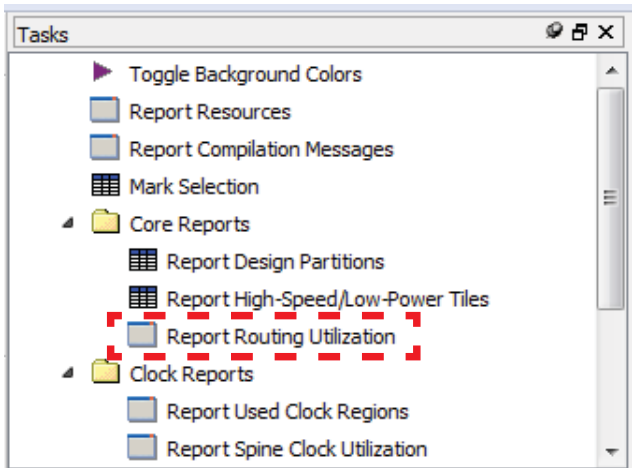 Tasks
Toggle Background Colors
Report Resources
Report Compilation Messages
Mark Selection
Core Reports
Report Design Partitions
Report High-Speed/Low-Power Tiles
Report Routing Utilization
Clock Reports
Report Used Clock Regions
Report Spine Clock Utilization